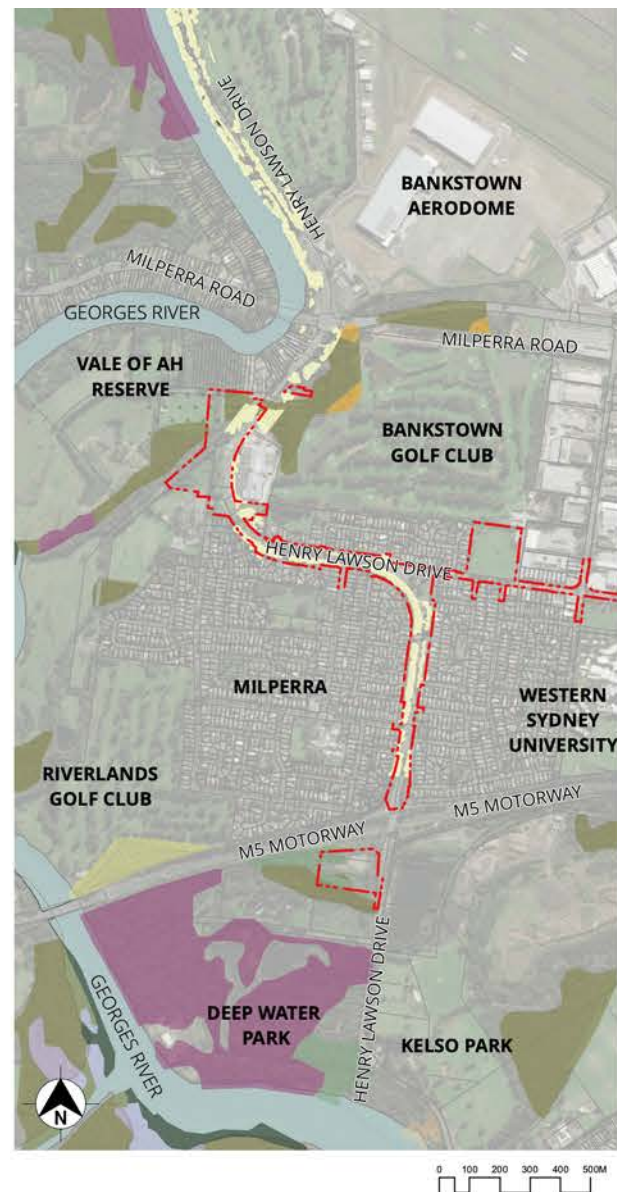 HENRY LAWSON DRIVE
BANKSTOWN
AERODOME
MILPERRA ROAD
GEORGES RIVER
MILPERRA ROAD
VALE OF AH
RESERVE
BANKSTOWN
GOLF CLUB
HENRY LAWSON DRIVE
MILPERRA
WESTERN
SYDNEY
UNIVERSITY
RIVERLANDS
GOLF CLUB
M5 MOTORWAY
M5 MOTORWAY
HENRY LAWSON DRIVE
GEORGES RIVER
DEEP WATER
PARK
KELSO PARK
N
0 100 200 300 400 500M